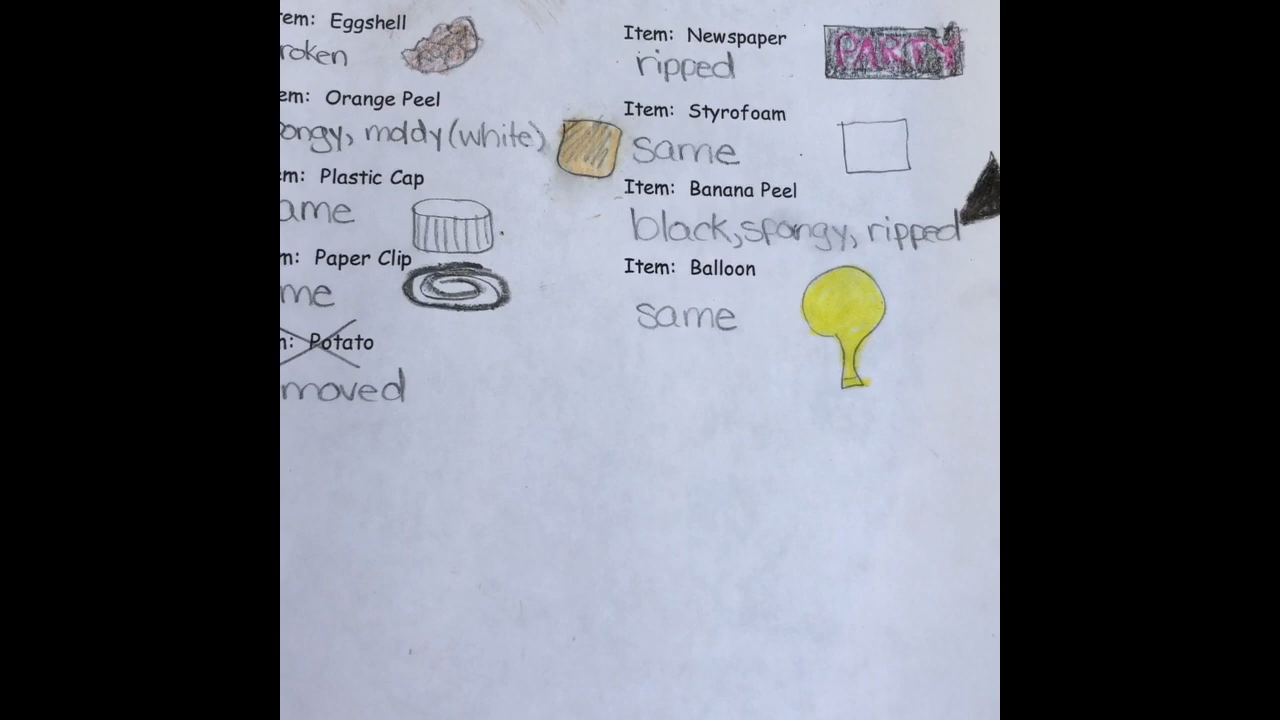 tem: Eggshell
roken
em: Orange Peel
pongy, moldy (white)
em: Plastic Cap
ame
m: Paper Clip
me
n: Potato
moved
Item: Newspaper
ripped
PARTY
Item: Styrofoam
same
Item: Banana Peel
black, spongy, ripped
Item: Balloon
same